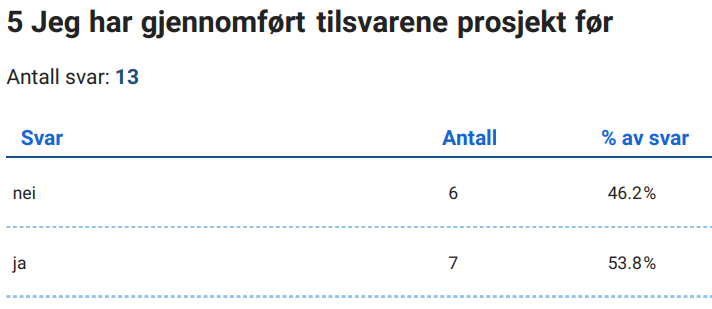 5 Jeg har gjennomført tilsvarene prosjekt før
Antall svar: 13
Svar Antall % av svar
nei 6 46.2%
ja 7 53.8%